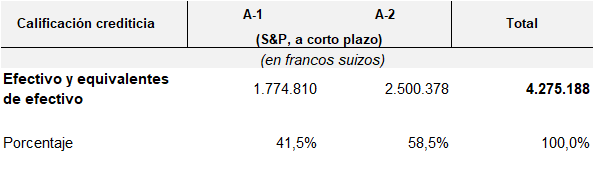 Calificación crediticia A-1 A-2 Total
(S&P, a corto plazo)
(en francos suizos)
Efectivo y equivalentes
de efectivo 1.774.810 2.500.378 4.275.188
Porcentaje 41,5% 58,5% 100,0%